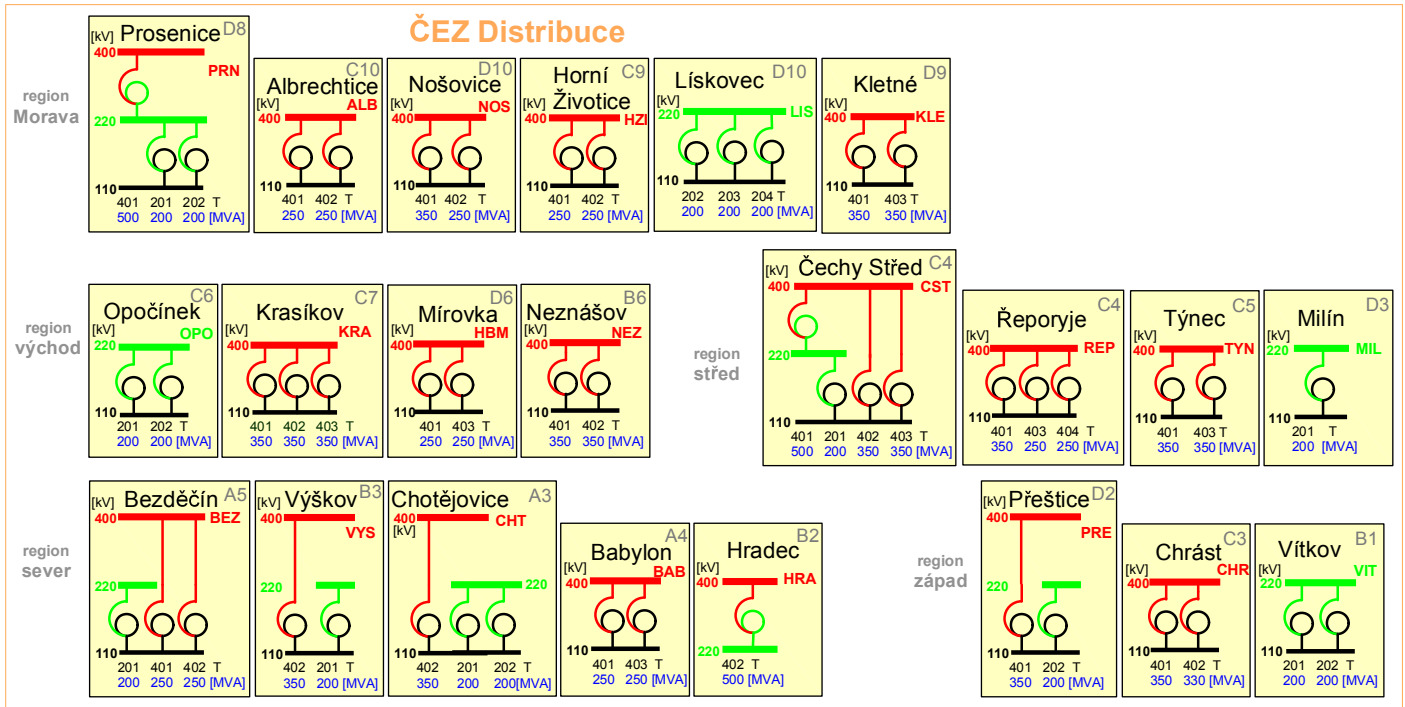 ČEZ Distribuce
region
Morava
Prosenice D8
[kV]
400
PRN
220
110
401 201 202 T
500 200 200 [MVA]
C10
Albrechtice
[kV] ALB
400
110
401 402 T
250 250 [MVA]
D10
Nošovice
[kV] NOS
400
110
401 402 T
350 250 [MVA]
Horní C9
Životice
[kV]
400 HZI
110
401 402 T
250 250 [MVA]
D10
Lískovec
[kV]
220 LIS
110
202 203 204 T
200 200 200 [MVA]
D9
Kletné
[kV]
400 KLE
110
401 403 T
350 350 [MVA]
region
východ
C6
Opočínek
[kV] OPO
220
110
201 202 T
200 200 [MVA]
C7
Krasíkov
[kV] KRA
400
110
401 402 403 T
350 350 350 [MVA]
D6
Mírovka
[kV] HBM
400
110
401 403 T
250 250 [MVA]
B6
Neznášov
[kV] NEZ
400
110
401 402 T
350 350 [MVA]
region
střed
Čechy Střed C4
[kV]
400 CST
220
110
401 201 402 403 T
500 200 350 350 [MVA]
C4
Řeporyje
[kV]
400 REP
110
401 403 404 T
350 250 250 [MVA]
C5
Týnec
[kV]
400 TYN
110
401 403 T
350 350 [MVA]
D3
Milín
[kV]
220 MIL
110
201 T
200 [MVA]
region
sever
Bezděčín A5
[kV]
400 BEZ
220
110
201 401 402 T
200 250 250 [MVA]
Výškov B3
[kV]
400
VYS
220
110
402 201 T
350 200 [MVA]
A3
Chotějovice
400 CHT
[kV]
220
110
402 201 202 T
350 200 200[MVA]
A4
Babylon
[kV] BAB
400
110
401 403 T
250 250 [MVA]
B2
Hradec
[kV]
400 HRA
220
402 T
500 [MVA]
region
západ
Přeštice D2
[kV]
400
PRE
220
110
401 202 T
350 200 [MVA]
C3
Chrást
[kV] CHR
400
110
401 402 T
350 330 [MVA]
B1
Vítkov
[kV] VIT
220
110
201 202 T
200 200 [MVA]